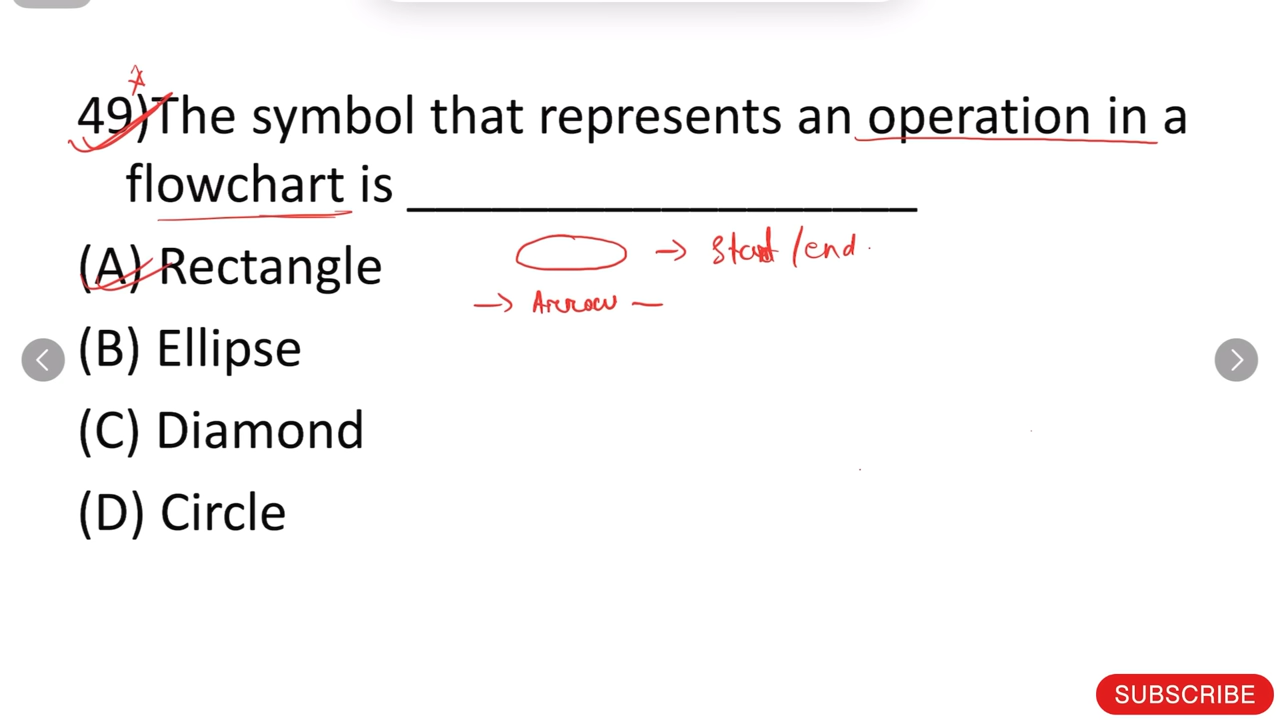 49)The symbol that represents an operation in a
flowchart is ____________________
(A) Rectangle
→ Start /end
→ Arrow —
(B) Ellipse
(C) Diamond
(D) Circle
SUBSCRIBE